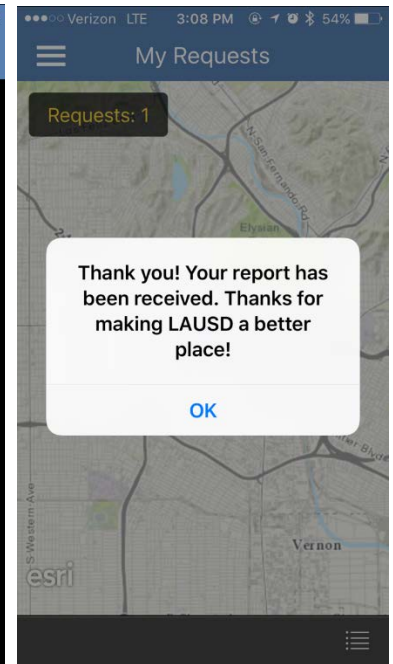 Verizon LTE 3:08 PM 54%
My Requests
Requests: 1
N San Fernando Rd
Elysian
Thank you! Your report has
been received. Thanks for
making LAUSD a better
place!
OK
S Western Ave
Vernon
esri